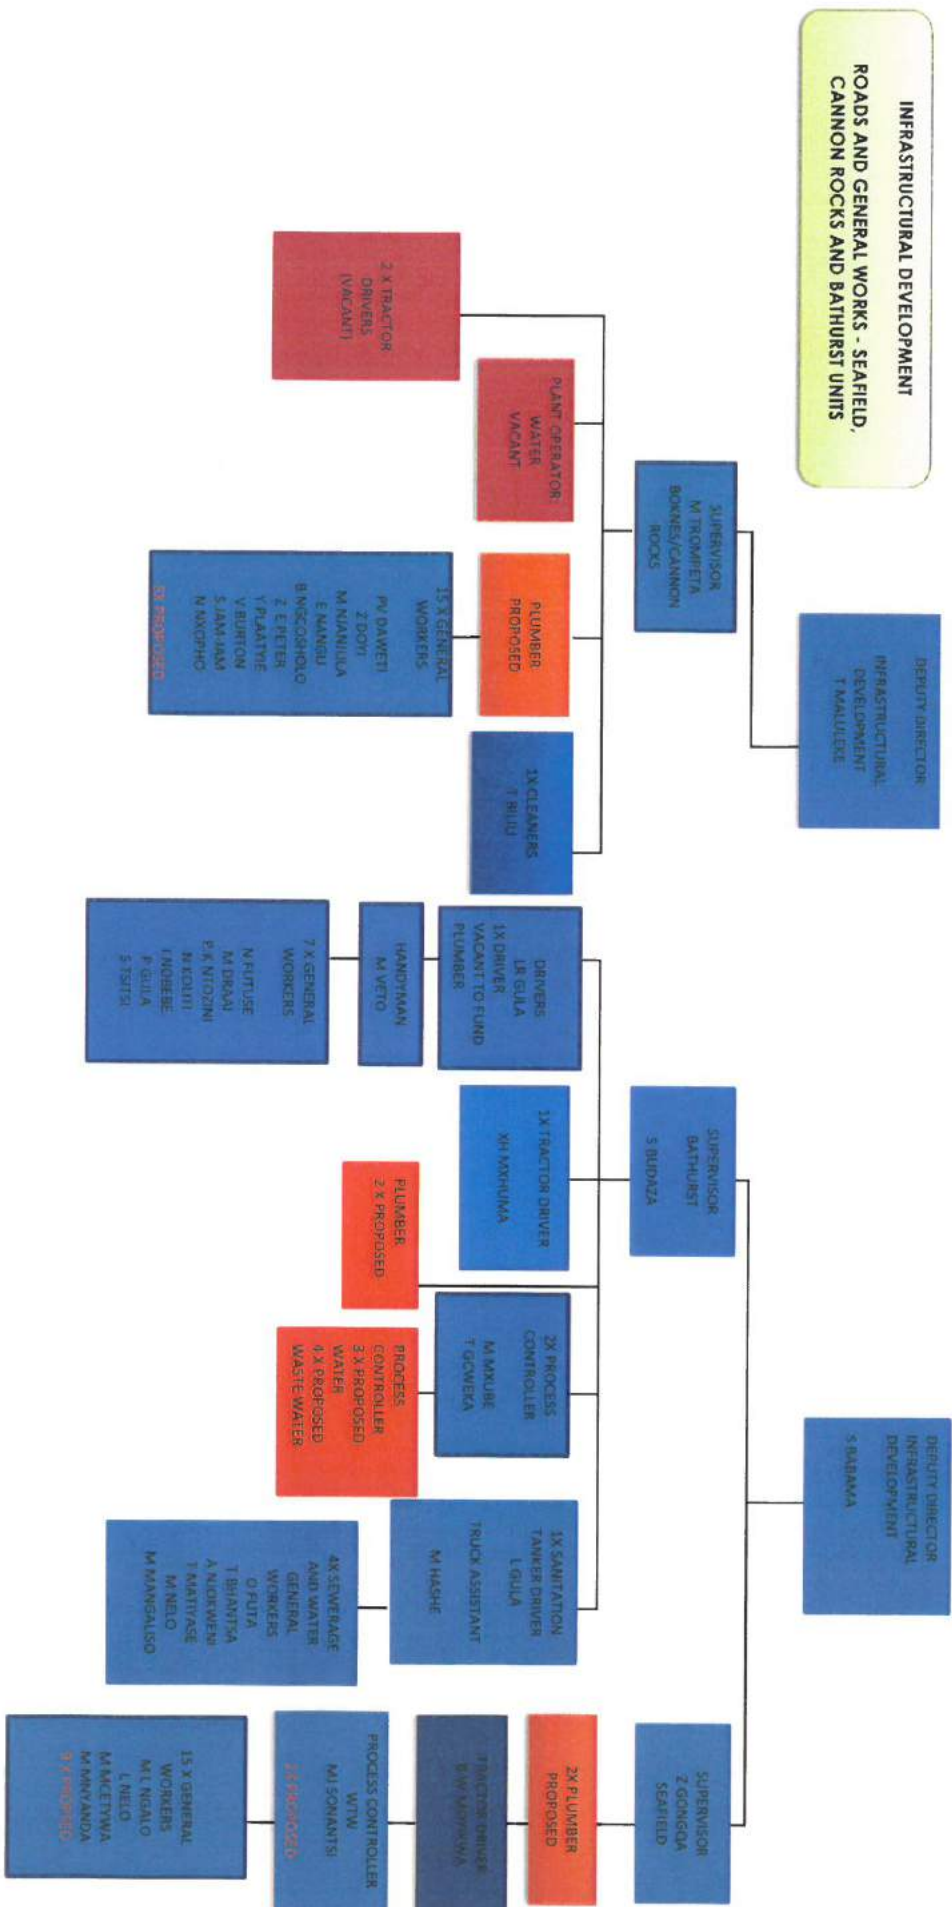 INFRASTRUCTURAL DEVELOPMENT
ROADS AND GENERAL WORKS - SEAFIELD,
CANNON ROCKS AND BATHURST UNITS
DEPUTY DIRECTOR
INFRASTRUCTURAL
DEVELOPMENT
T MALULEKE
DEPUTY DIRECTOR
INFRASTRUCTURAL
DEVELOPMENT
S BABAMA
SUPERVISOR
M TROMPETA
BOKNES/CANNON
ROCKS
SUPERVISOR
BATHURST
S BUDAZA
SUPERVISOR
Z GONGQA
SEAFIELD
2 X TRACTOR
DRIVERS
(VACANT)
PLANT OPERATOR:
WATER
VACANT
PLUMBER
PROPOSED
1X CLEANERS
T BILIU
15 X GENERAL
WORKERS
PV DAWETI
Z DOYI
M NJANJULA
E NANGU
B NGCOSHOLO
Z E PETER
Y PLAATYIE
V BURTON
S JAM-JAM
N NXOPHO
5X PROPOSED
DRIVERS
LR GULA
1X DRIVER
VACANT TO FUND
PLUMBER
HANDYMAN
M VETO
7 X GENERAL
WORKERS
N FUTUSE
M DRAAI
P.K NTOZINI
N KOLITI
T NOBEBE
P GULA
S TSITSI
1X TRACTOR DRIVER
XH MXHUMA
PLUMBER
2 X PROPOSED
2X PROCESS
CONTROLLER
M MXUBE
T GCWEKA
PROCESS
CONTROLLER
3 X PROPOSED
WATER
4 X PROPOSED
WASTE WATER
1X SANITATION
TANKER DRIVER
L GULA
TRUCK ASSISTANT
M HASHE
4X SEWERAGE
AND WATER
GENERAL
WORKERS
O FUTA
T BHANTSA
A NJOKWENI
T MATIYASE
M NELO
M MANGALISO
2X PLUMBER
PROPOSED
TRACTOR DRIVER
PROCESS CONTROLLER
WTW
MJ SONANTSI
2X PROPOSED
15 X GENERAL
WORKERS
M L NGALO
L NELO
M MCETYWA
M MNYANDA
9 X PROPOSED